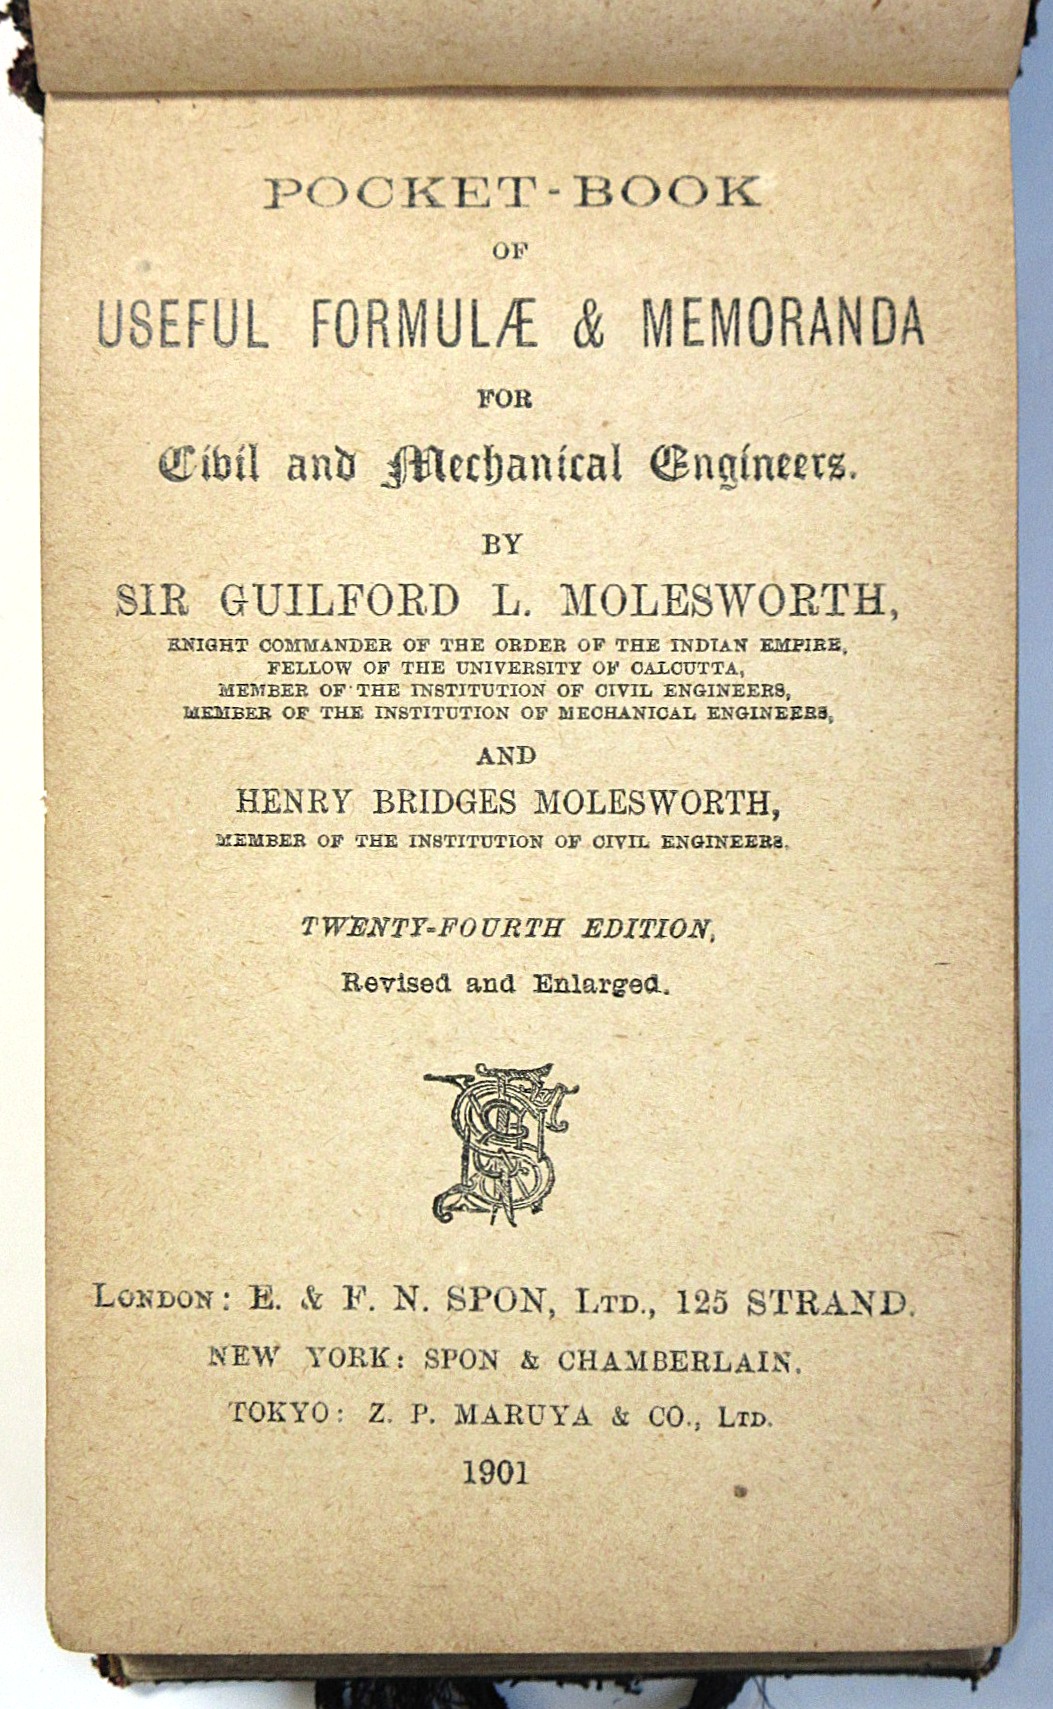 POCKET-BOOK
OF
USEFUL FORMULÆ & MEMORANDA
FOR
Civil and Mechanical Engineers.
BY
SIR GUILFORD L. MOLESWORTH,
KNIGHT COMMANDER OF THE ORDER OF THE INDIAN EMPIRE,
FELLOW OF THE UNIVERSITY OF CALCUTTA,
MEMBER OF THE INSTITUTION OF CIVIL ENGINEERS,
MEMBER OF THE INSTITUTION OF MECHANICAL ENGINEERS,
AND
HENRY BRIDGES MOLESWORTH,
MEMBER OF THE INSTITUTION OF CIVIL ENGINEERS.
TWENTY-FOURTH EDITION,
Revised and Enlarged.
LONDON: E. & F. N. SPON, LTD., 125 STRAND.
NEW YORK: SPON & CHAMBERLAIN.
TOKYO: Z. P. MARUYA & CO., LTD.
1901